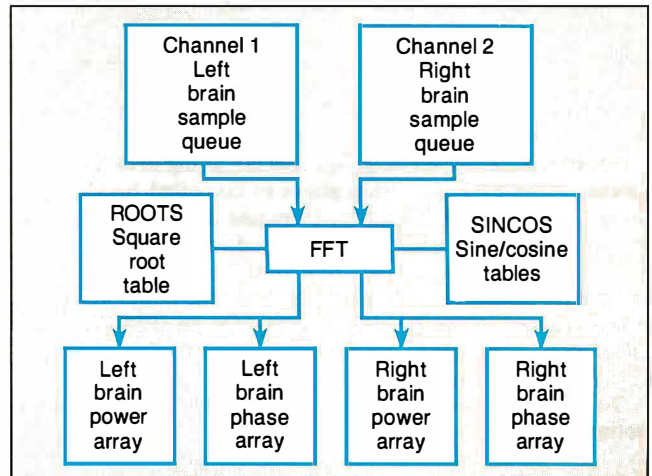 Channel 1
Left
brain
sample
queue
Channel 2
Right
brain
sample
queue
ROOTS
Square
root
table
FFT
SINCOS
Sine/cosine
tables
Left
brain
power
array
Left
brain
phase
array
Right
brain
power
array
Right
brain
phase
array